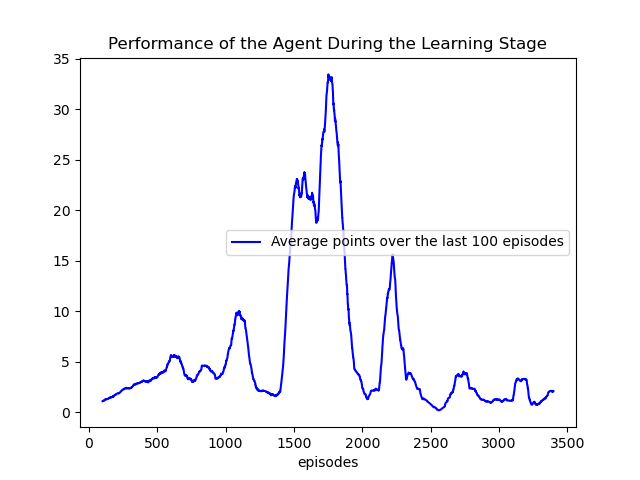 Performance of the Agent During the Learning Stage
35
30
25
20
15
10
5
0
Average points over the last 100 episodes
0 500 1000 1500 2000 2500 3000 3500
episodes